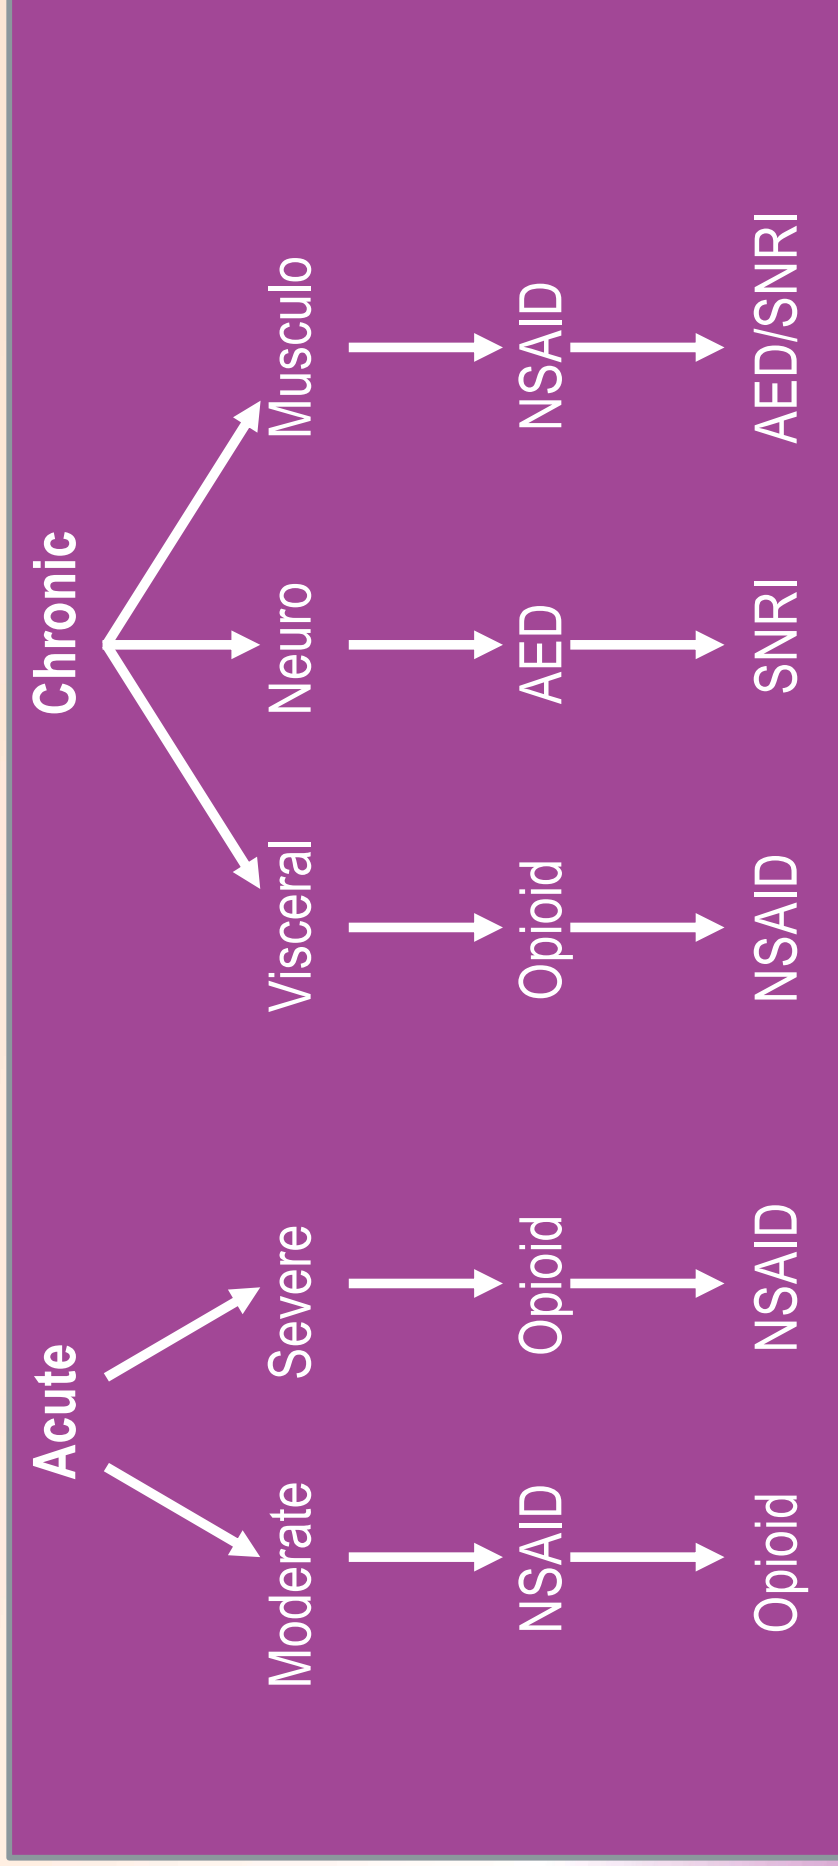 Acute
Chronic
Moderate
Severe
Visceral
Neuro
Musculo
NSAID
Opioid
Opioid
AED
NSAID
Opioid
NSAID
NSAID
SNRI
AED/SNRI